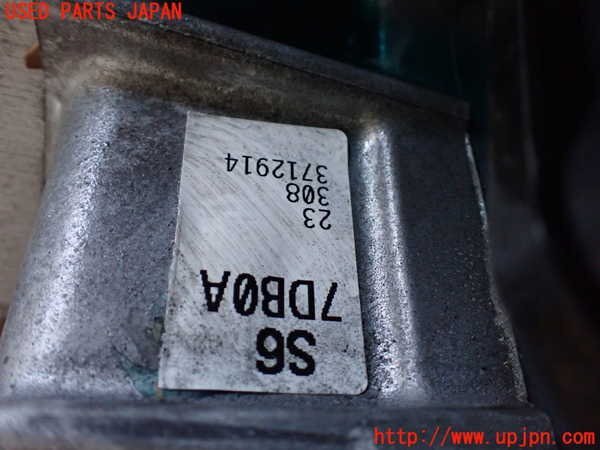 USED PARTS JAPAN
S6
7DB0A
23
308
3712914
http://www.upjpn.com/